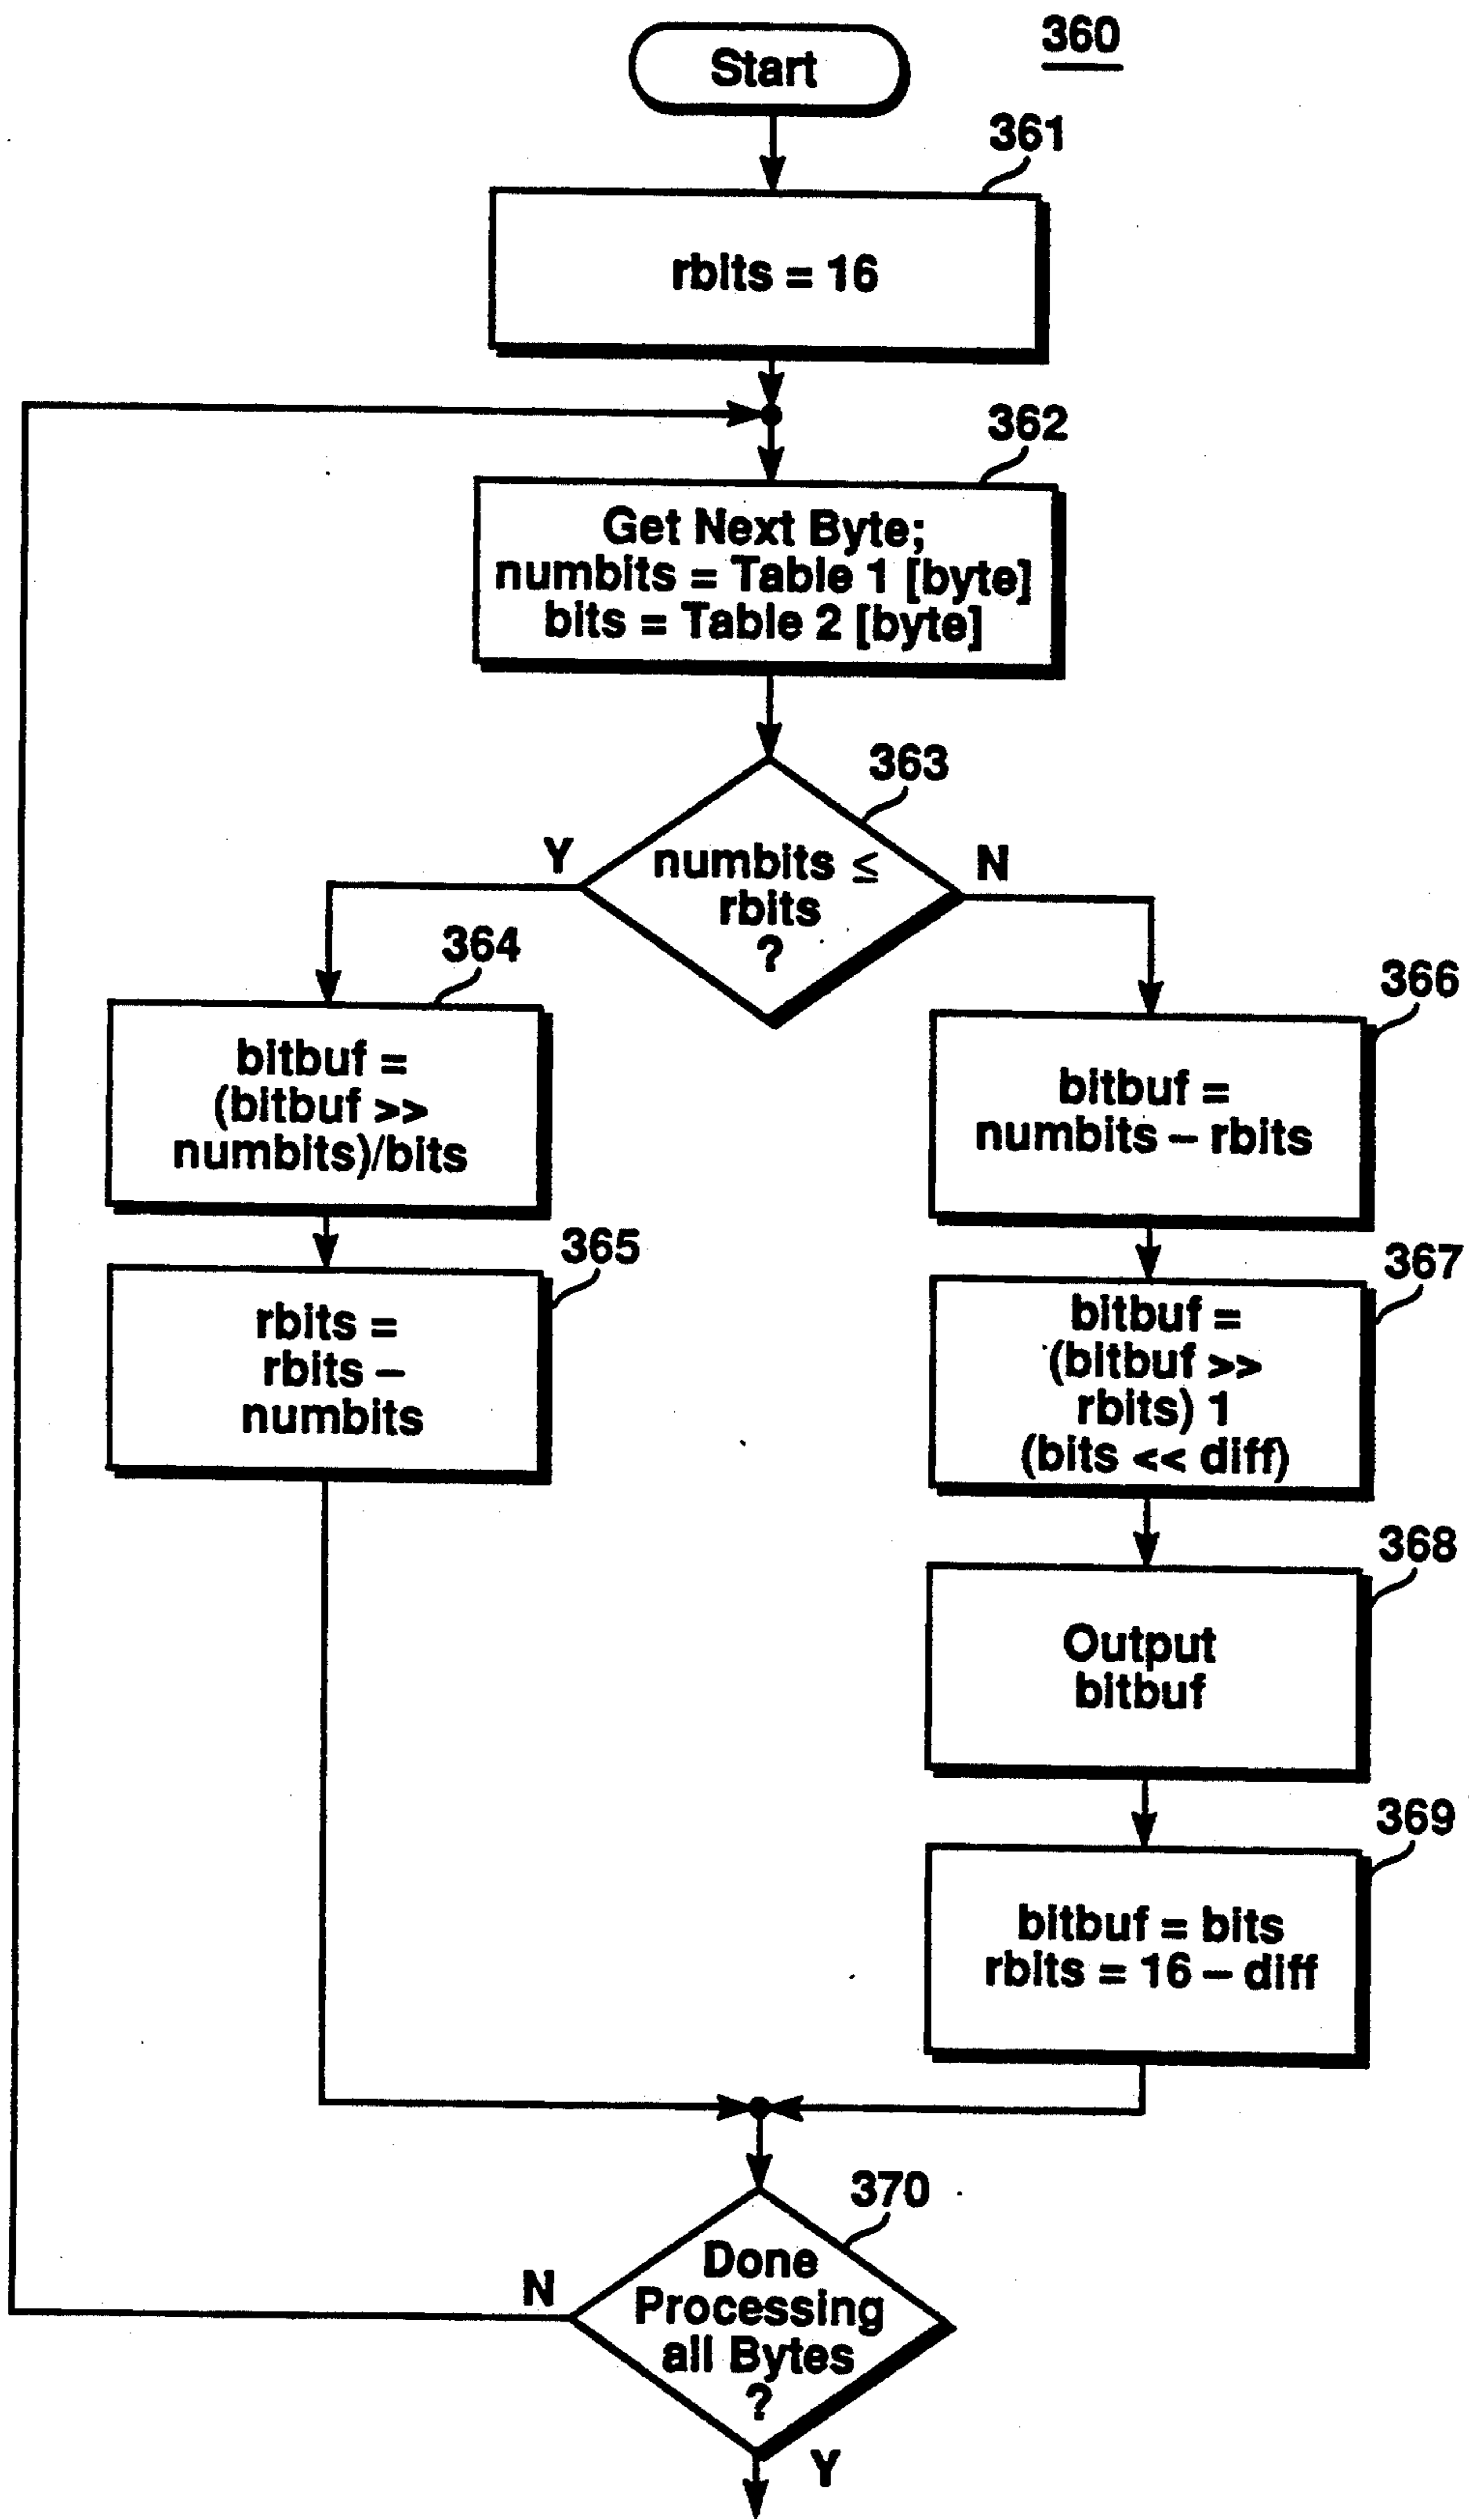 360
Start
361
rbits = 16
362
Get Next Byte;
numbits = Table 1 [byte]
bits = Table 2 [byte]
363
numbits ≤
rbits
?
Y
N
364
bitbuf =
(bitbuf >>
numbits)/bits
365
rbits =
rbits –
numbits
366
bitbuf =
numbits – rbits
367
bitbuf =
(bitbuf >>
rbits) 1
(bits << diff)
368
Output
bitbuf
369
bitbuf = bits
rbits = 16 – diff
370
Done
Processing
all Bytes
?
N
Y